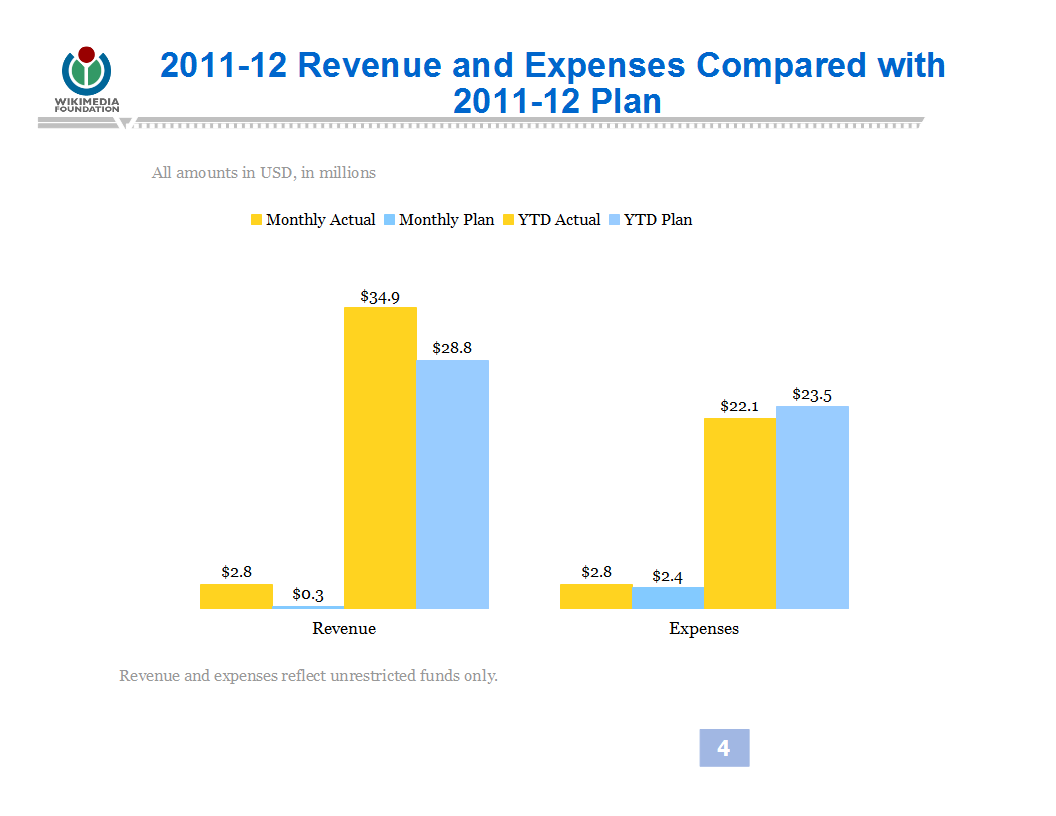 2011-12 Revenue and Expenses Compared with
2011-12 Plan
WIKIMEDIA
FOUNDATION
All amounts in USD, in millions
Monthly Actual Monthly Plan YTD Actual YTD Plan
$34.9
$28.8
$23.5
$22.1
$2.8
$0.3
$2.8
$2.4
Revenue
Expenses
Revenue and expenses reflect unrestricted funds only.
4